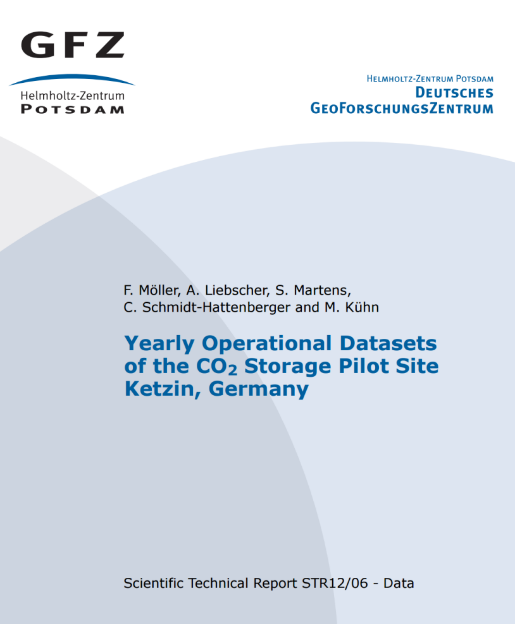 GFZ
Helmholtz-Zentrum
POTSDAM
HELMHOLTZ-ZENTRUM POTSDAM
DEUTSCHES
GEOFORSCHUNGSZENTRUM
F. Möller, A. Liebscher, S. Martens,
C. Schmidt-Hattenberger and M. Kühn
Yearly Operational Datasets
of the CO₂ Storage Pilot Site
Ketzin, Germany
Scientific Technical Report STR12/06 - Data